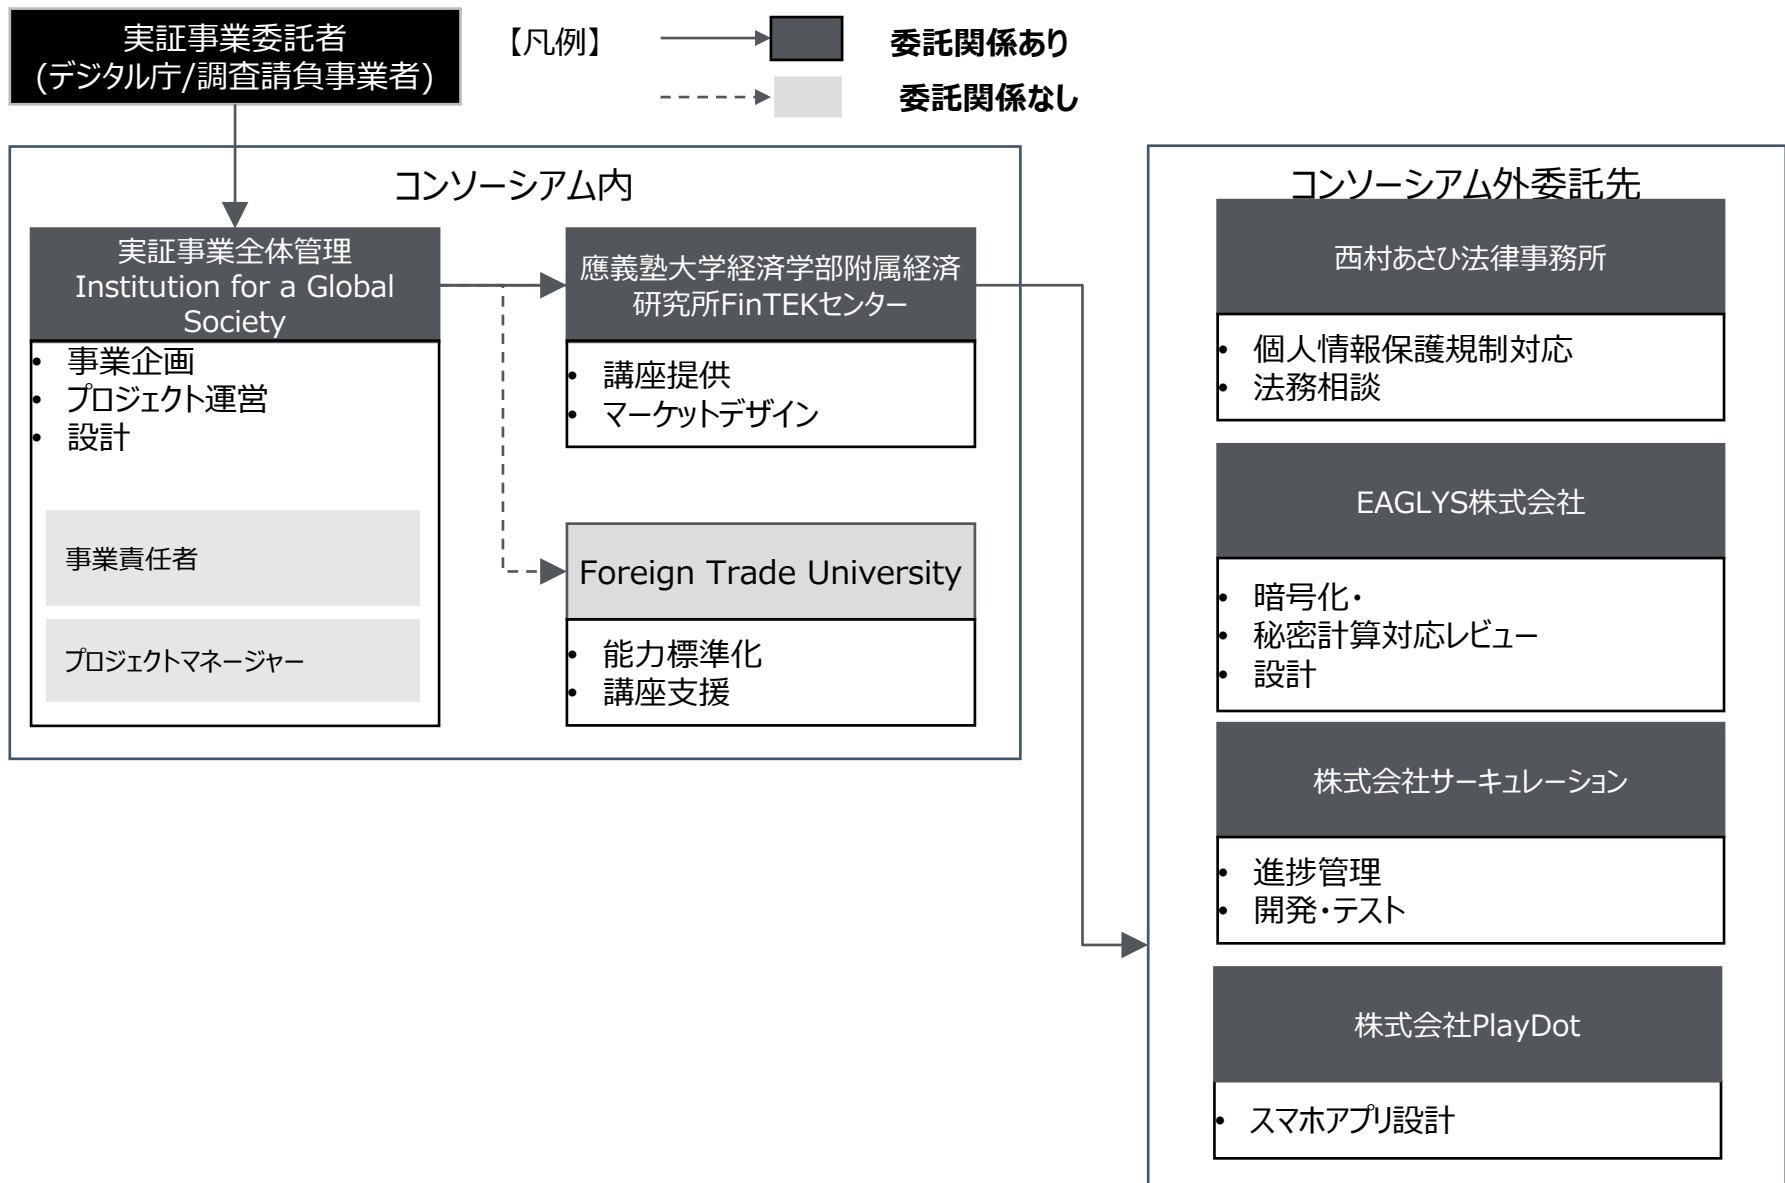 実証事業委託者
(デジタル庁/調査請負事業者)
【凡例】
委託関係あり
委託関係なし
コンソーシアム内
実証事業全体管理
Institution for a Global
Society
• 事業企画
• プロジェクト運営
• 設計
事業責任者
プロジェクトマネージャー
應義塾大学経済学部附属経済
研究所FinTEKセンター
• 講座提供
• マーケットデザイン
Foreign Trade University
• 能力標準化
• 講座支援
コンソーシアム外委託先
西村あさひ法律事務所
• 個人情報保護規制対応
• 法務相談
EAGLYS株式会社
• 暗号化・
• 秘密計算対応レビュー
• 設計
株式会社サーキュレーション
• 進捗管理
• 開発・テスト
株式会社PlayDot
• スマホアプリ設計